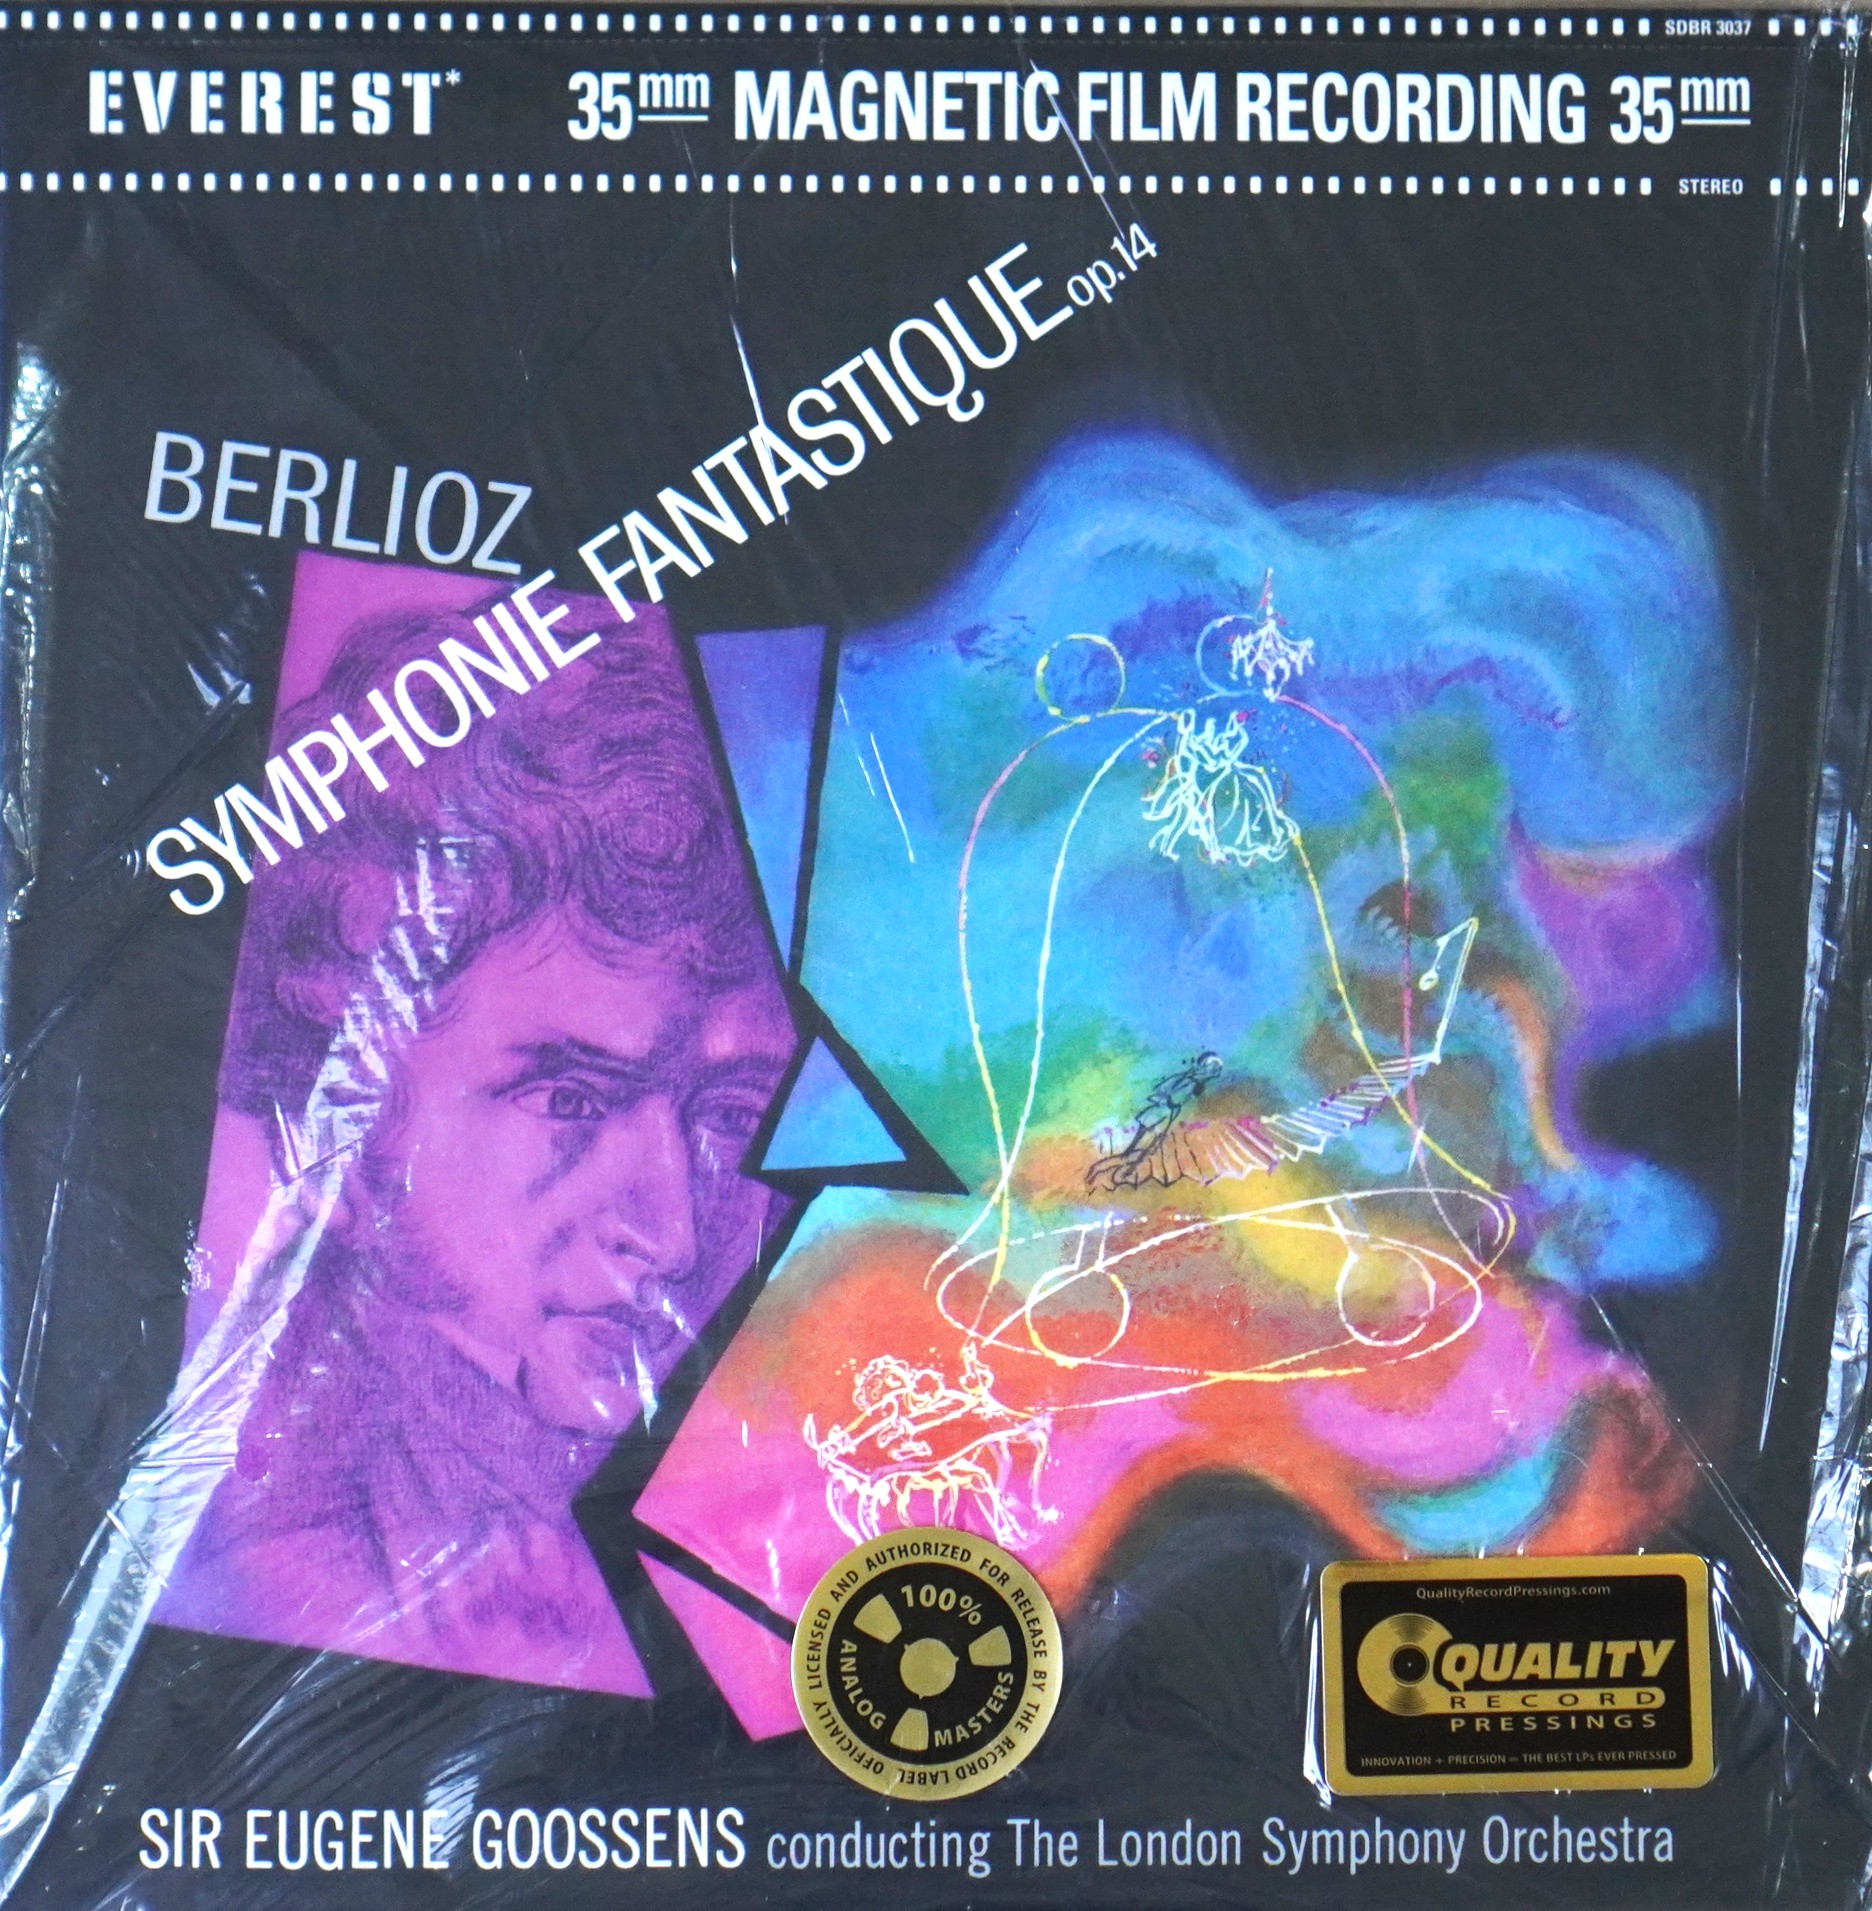 SDBR 3037
EVEREST* 35mm MAGNETIC FILM RECORDING 35mm
STEREO
BERLIOZ
SYMPHONIE FANTASTIQUE op.14
OFFICIALLY LICENSED AND AUTHORIZED FOR RELEASE BY THE RECORD LABEL
100%
ANALOG
MASTERS
QualityRecordPressings.com
QUALITY
RECORD
PRESSINGS
INNOVATION + PRECISION = THE BEST LPs EVER PRESSED
SIR EUGENE GOOSSENS conducting The London Symphony Orchestra